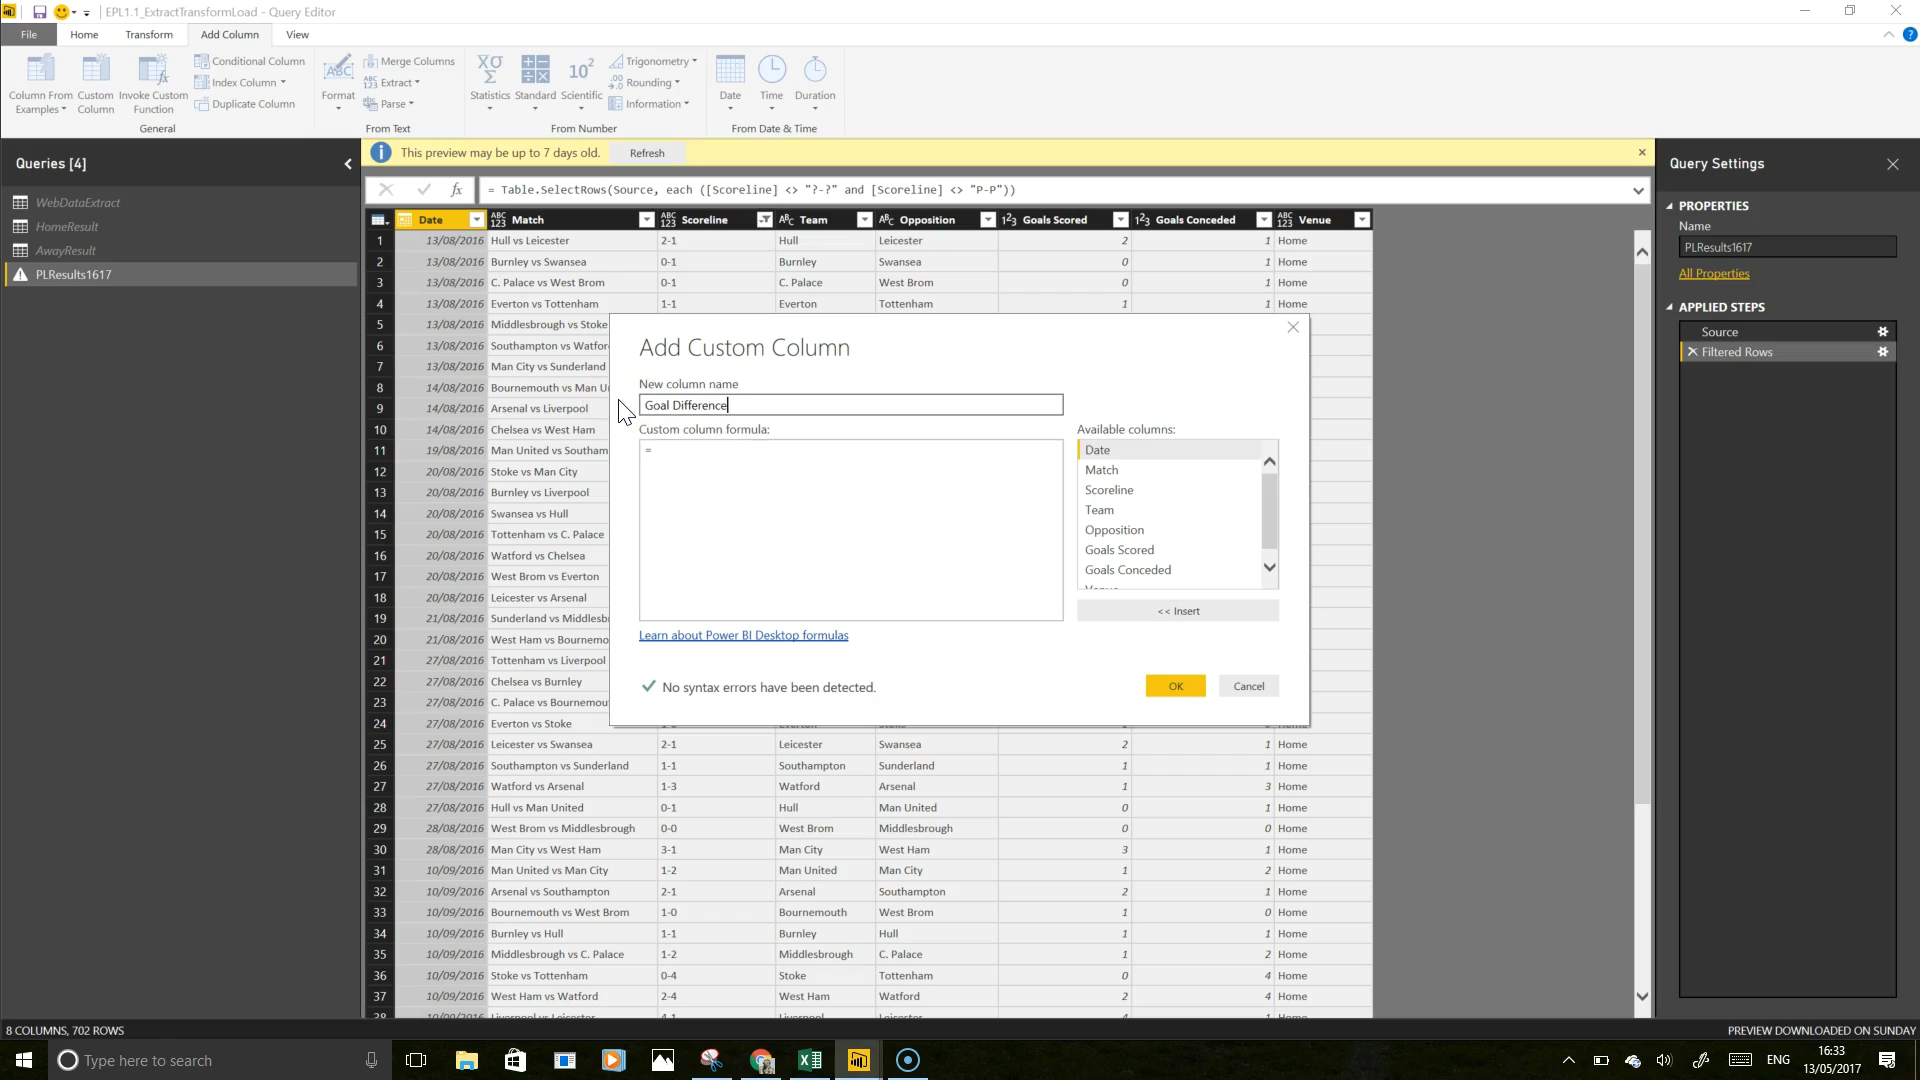 EPL1.1_ExtractTransformLoad - Query Editor
File Home Transform Add Column View
Column From Examples
Custom Column
Invoke Custom Function
Conditional Column
Index Column
Duplicate Column
General
Format
Merge Columns
Extract
Parse
From Text
Statistics
Standard
Scientific
Trigonometry
Rounding
Information
From Number
Date
Time
Duration
From Date & Time
Queries [4]
WebDataExtract
HomeResult
AwayResult
PLResults1617
This preview may be up to 7 days old. Refresh
= Table.SelectRows(Source, each ([Scoreline] <> "?-?" and [Scoreline] <> "P-P"))
Date Match Scoreline Team Opposition Goals Scored Goals Conceded Venue
1 13/08/2016 Hull vs Leicester 2-1 Hull Leicester 2 1 Home
2 13/08/2016 Burnley vs Swansea 0-1 Burnley Swansea 0 1 Home
3 13/08/2016 C. Palace vs West Brom 0-1 C. Palace West Brom 0 1 Home
4 13/08/2016 Everton vs Tottenham 1-1 Everton Tottenham 1 1 Home
5 13/08/2016 Middlesbrough vs Stoke
6 13/08/2016 Southampton vs Watfor
7 13/08/2016 Man City vs Sunderland
8 14/08/2016 Bournemouth vs Man U
9 14/08/2016 Arsenal vs Liverpool
10 14/08/2016 Chelsea vs West Ham
11 19/08/2016 Man United vs Southam
12 20/08/2016 Stoke vs Man City
13 20/08/2016 Burnley vs Liverpool
14 20/08/2016 Swansea vs Hull
15 20/08/2016 Tottenham vs C. Palace
16 20/08/2016 Watford vs Chelsea
17 20/08/2016 West Brom vs Everton
18 20/08/2016 Leicester vs Arsenal
19 21/08/2016 Sunderland vs Middlesb
20 21/08/2016 West Ham vs Bournemo
21 27/08/2016 Tottenham vs Liverpool
22 27/08/2016 Chelsea vs Burnley
23 27/08/2016 C. Palace vs Bournemou
24 27/08/2016 Everton vs Stoke
25 27/08/2016 Leicester vs Swansea 2-1 Leicester Swansea 2 1 Home
26 27/08/2016 Southampton vs Sunderland 1-1 Southampton Sunderland 1 1 Home
27 27/08/2016 Watford vs Arsenal 1-3 Watford Arsenal 1 3 Home
28 27/08/2016 Hull vs Man United 0-1 Hull Man United 0 1 Home
29 28/08/2016 West Brom vs Middlesbrough 0-0 West Brom Middlesbrough 0 0 Home
30 28/08/2016 Man City vs West Ham 3-1 Man City West Ham 3 1 Home
31 10/09/2016 Man United vs Man City 1-2 Man United Man City 1 2 Home
32 10/09/2016 Arsenal vs Southampton 2-1 Arsenal Southampton 2 1 Home
33 10/09/2016 Bournemouth vs West Brom 1-0 Bournemouth West Brom 1 0 Home
34 10/09/2016 Burnley vs Hull 1-1 Burnley Hull 1 1 Home
35 10/09/2016 Middlesbrough vs C. Palace 1-2 Middlesbrough C. Palace 1 2 Home
36 10/09/2016 Stoke vs Tottenham 0-4 Stoke Tottenham 0 4 Home
37 10/09/2016 West Ham vs Watford 2-4 West Ham Watford 2 4 Home
Add Custom Column
New column name
Goal Difference
Custom column formula:
=
Available columns:
Date
Match
Scoreline
Team
Opposition
Goals Scored
Goals Conceded
<< Insert
Learn about Power BI Desktop formulas
No syntax errors have been detected.
OK Cancel
Query Settings
PROPERTIES
Name
PLResults1617
All Properties
APPLIED STEPS
Source
Filtered Rows
8 COLUMNS, 702 ROWS
PREVIEW DOWNLOADED ON SUNDAY
Type here to search
ENG
16:33
13/05/2017